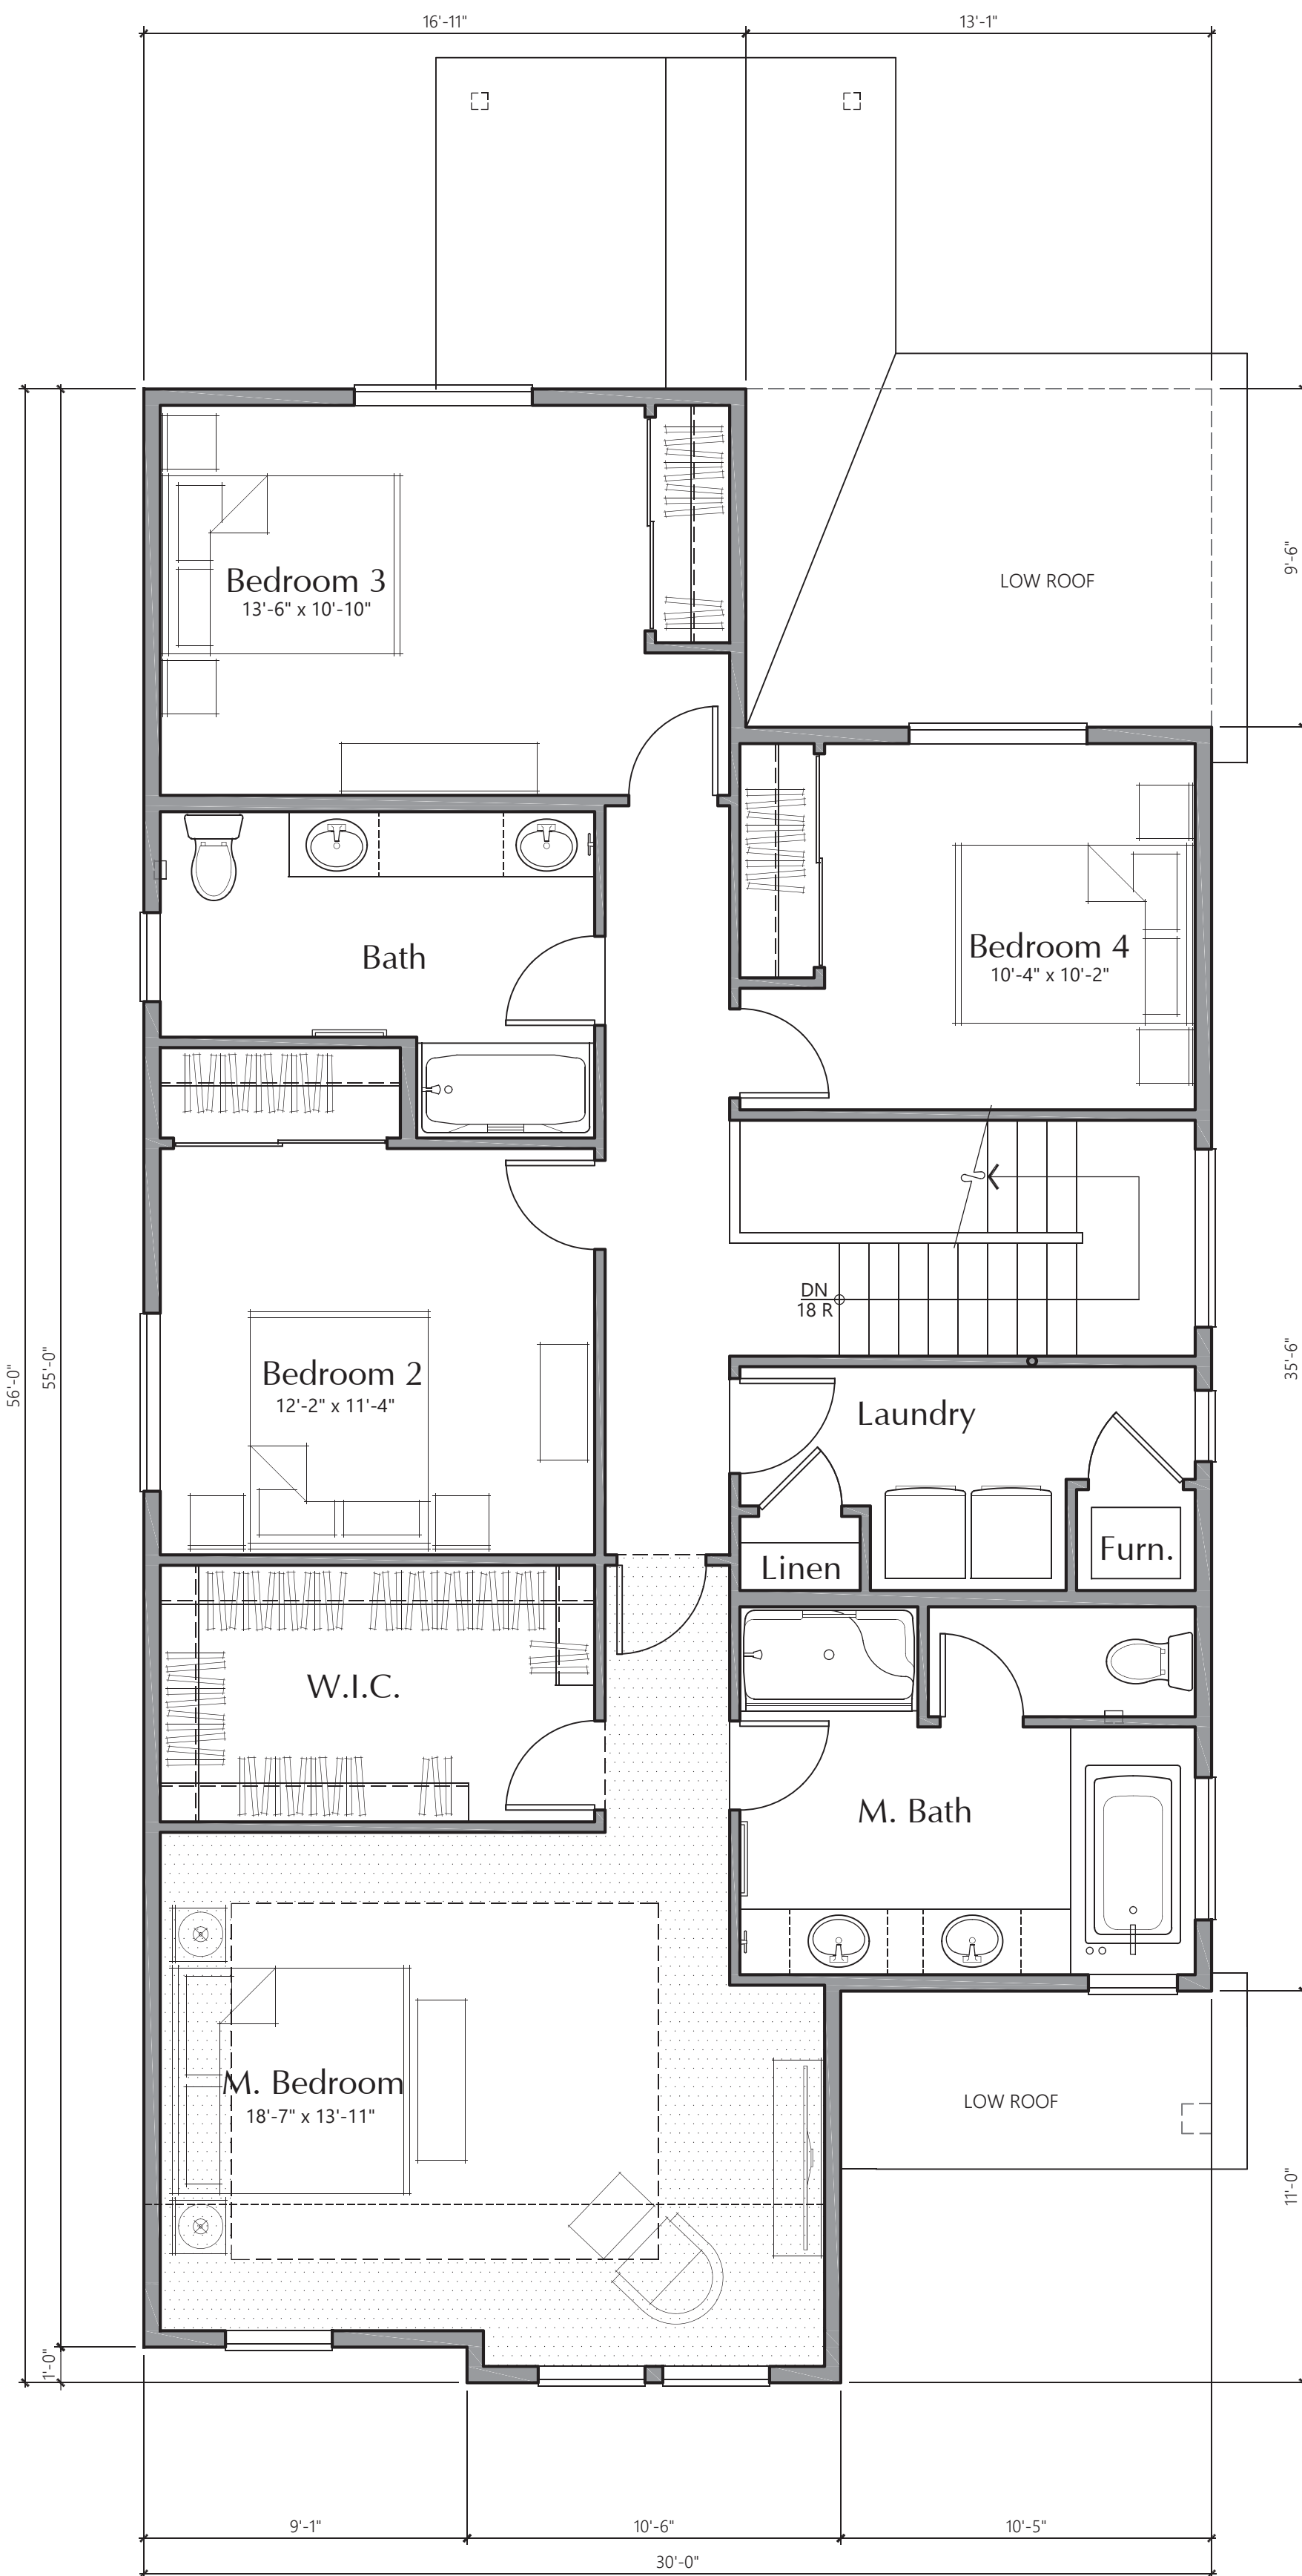 16'-11"
13'-1"
9'-6"
LOW ROOF
Bedroom 3
13'-6" x 10'-10"
Bath
Bedroom 4
10'-4" x 10'-2"
DN
18 R
56'-0"
55'-0"
35'-6"
Bedroom 2
12'-2" x 11'-4"
Laundry
Linen
Furn.
W.I.C.
M. Bath
M. Bedroom
18'-7" x 13'-11"
LOW ROOF
11'-0"
1'-0"
9'-1"
10'-6"
10'-5"
30'-0"